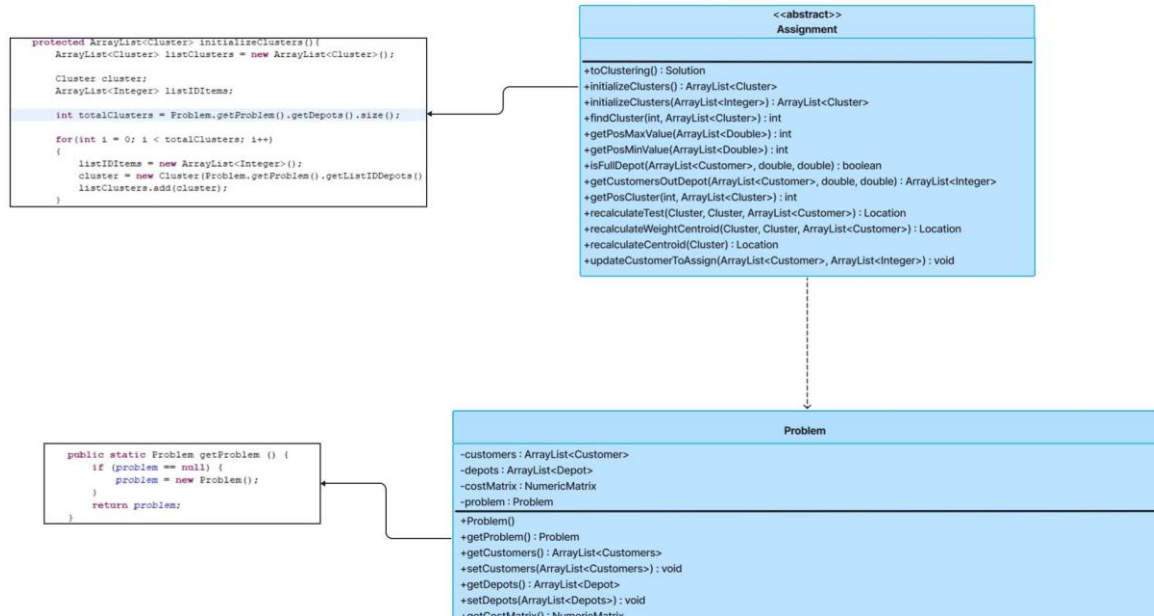 <<abstract>>
Assignment
+toClustering() : Solution
+initializeClusters() : ArrayList<Cluster>
+initializeClusters(ArrayList<Integer>) : ArrayList<Cluster>
+findCluster(int, ArrayList<Cluster>) : int
+getPosMaxValue(ArrayList<Double>) : int
+getPosMinValue(ArrayList<Double>) : int
+isFullDepot(ArrayList<Customer>, double, double) : boolean
+getCustomersOutDepot(ArrayList<Customer>, double, double) : ArrayList<Integer>
+getPosCluster(int, ArrayList<Cluster>) : int
+recalculateTest(Cluster, Cluster, ArrayList<Customer>) : Location
+recalculateWeightCentroid(Cluster, Cluster, ArrayList<Customer>) : Location
+recalculateCentroid(Cluster) : Location
+updateCustomerToAssign(ArrayList<Customer>, ArrayList<Integer>) : void
protected ArrayList<Cluster> initializeClusters(){
ArrayList<Cluster> listClusters = new ArrayList<Cluster>();
Cluster cluster;
ArrayList<Integer> listIDItems;
int totalClusters = Problem.getProblem().getDepots().size();
for(int i = 0; i < totalClusters; i++)
{
listIDItems = new ArrayList<Integer>();
cluster = new Cluster(Problem.getProblem().getListIDDepots()
listClusters.add(cluster);
}
Problem
-customers : ArrayList<Customer>
-depots : ArrayList<Depot>
-costMatrix : NumericMatrix
-problem : Problem
+Problem()
+getProblem() : Problem
+getCustomers() : ArrayList<Customers>
+setCustomers(ArrayList<Customers>) : void
+getDepots() : ArrayList<Depot>
+setDepots(ArrayList<Depots>) : void
+getCostMatrix() : NumericMatrix
public static Problem getProblem () {
if (problem == null) {
problem = new Problem();
}
return problem;
}